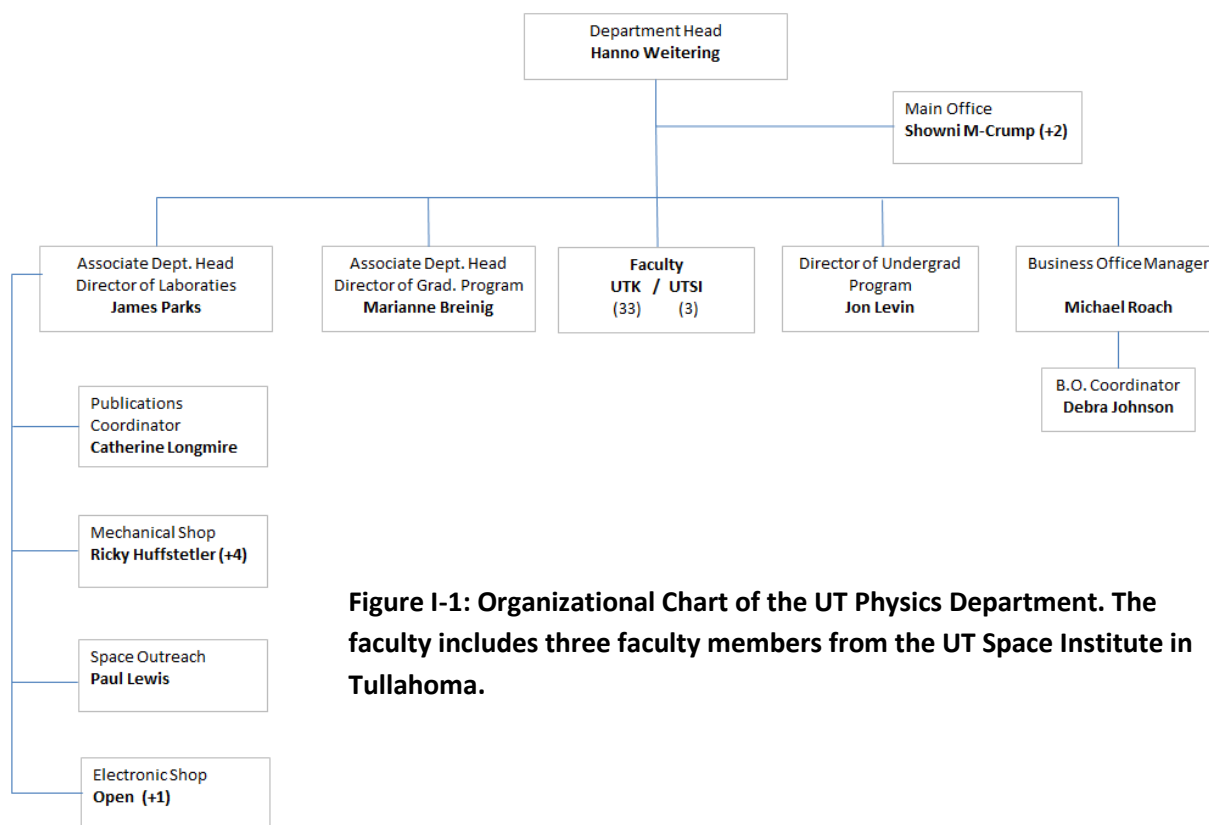 Department Head
Hanno Weitering
Main Office
Showni M-Crump (+2)
Associate Dept. Head
Director of Laboraties
James Parks
Associate Dept. Head
Director of Grad. Program
Marianne Breinig
Faculty
UTK / UTSI
(33) (3)
Director of Undergrad
Program
Jon Levin
Business Office Manager
Michael Roach
B.O. Coordinator
Debra Johnson
Publications
Coordinator
Catherine Longmire
Mechanical Shop
Ricky Huffstetler (+4)
Space Outreach
Paul Lewis
Electronic Shop
Open (+1)
Figure I-1: Organizational Chart of the UT Physics Department. The
faculty includes three faculty members from the UT Space Institute in
Tullahoma.